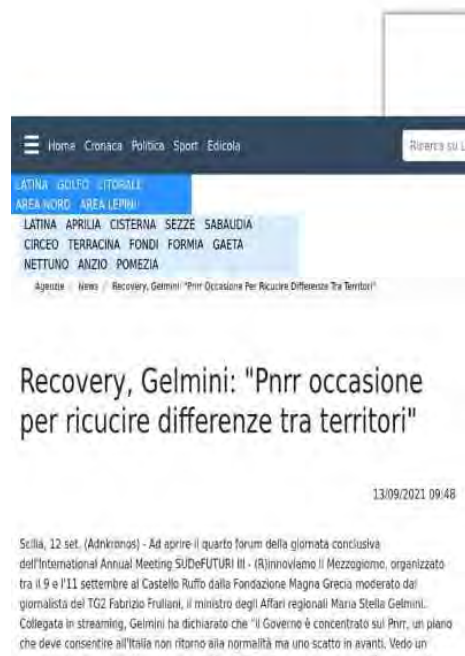 Home Cronaca Politica Sport Edicola
Ricerca su L
LATINA GOLFO LITORALE
AREA NORD AREA LEPINI
LATINA APRILIA CISTERNA SEZZE SABAUDIA
CIRCEO TERRACINA FONDI FORMIA GAETA
NETTUNO ANZIO POMEZIA
Agenzie / News / Recovery, Gelmini: "Pnrr Occasione Per Ricucire Differenze Tra Territori"
Recovery, Gelmini: "Pnrr occasione
per ricucire differenze tra territori"
13/09/2021 09:48
Scilla, 12 set. (Adnkronos) - Ad aprire il quarto forum della giornata conclusiva
dell'International Annual Meeting SUDeFUTURI III - (R)innoviamo il Mezzogiorno, organizzato
tra il 9 e l'11 settembre al Castello Ruffo dalla Fondazione Magna Grecia moderato dal
giornalista del TG2 Fabrizio Frullani, il ministro degli Affari regionali Maria Stella Gelmini.
Collegata in streaming, Gelmini ha dichiarato che "il Governo è concentrato sul Pnrr, un piano
che deve consentire all'Italia non ritorno alla normalità ma uno scatto in avanti. Vedo un